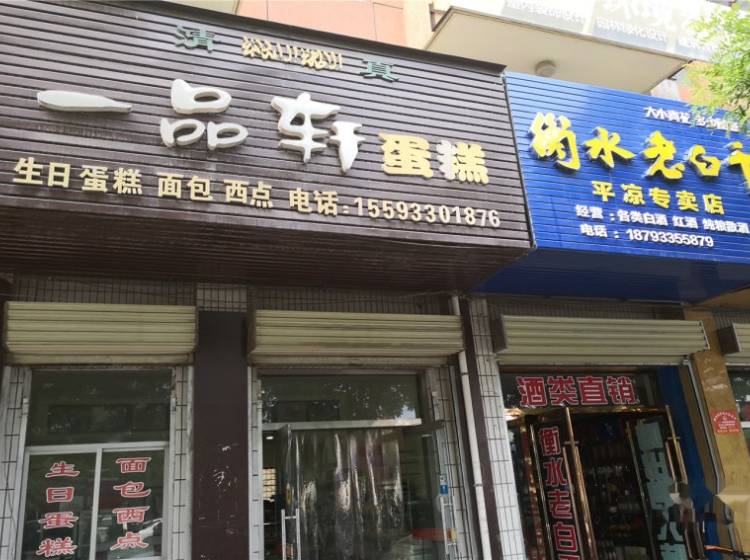 清 真
一品轩蛋糕
生日蛋糕 面包 西点 电话:15593301876
衡水老白干
平凉专卖店
经营:各类白酒 红酒 纯粮散酒
电话:18793355879
酒类直销
衡水老白
生日蛋糕
面包西点